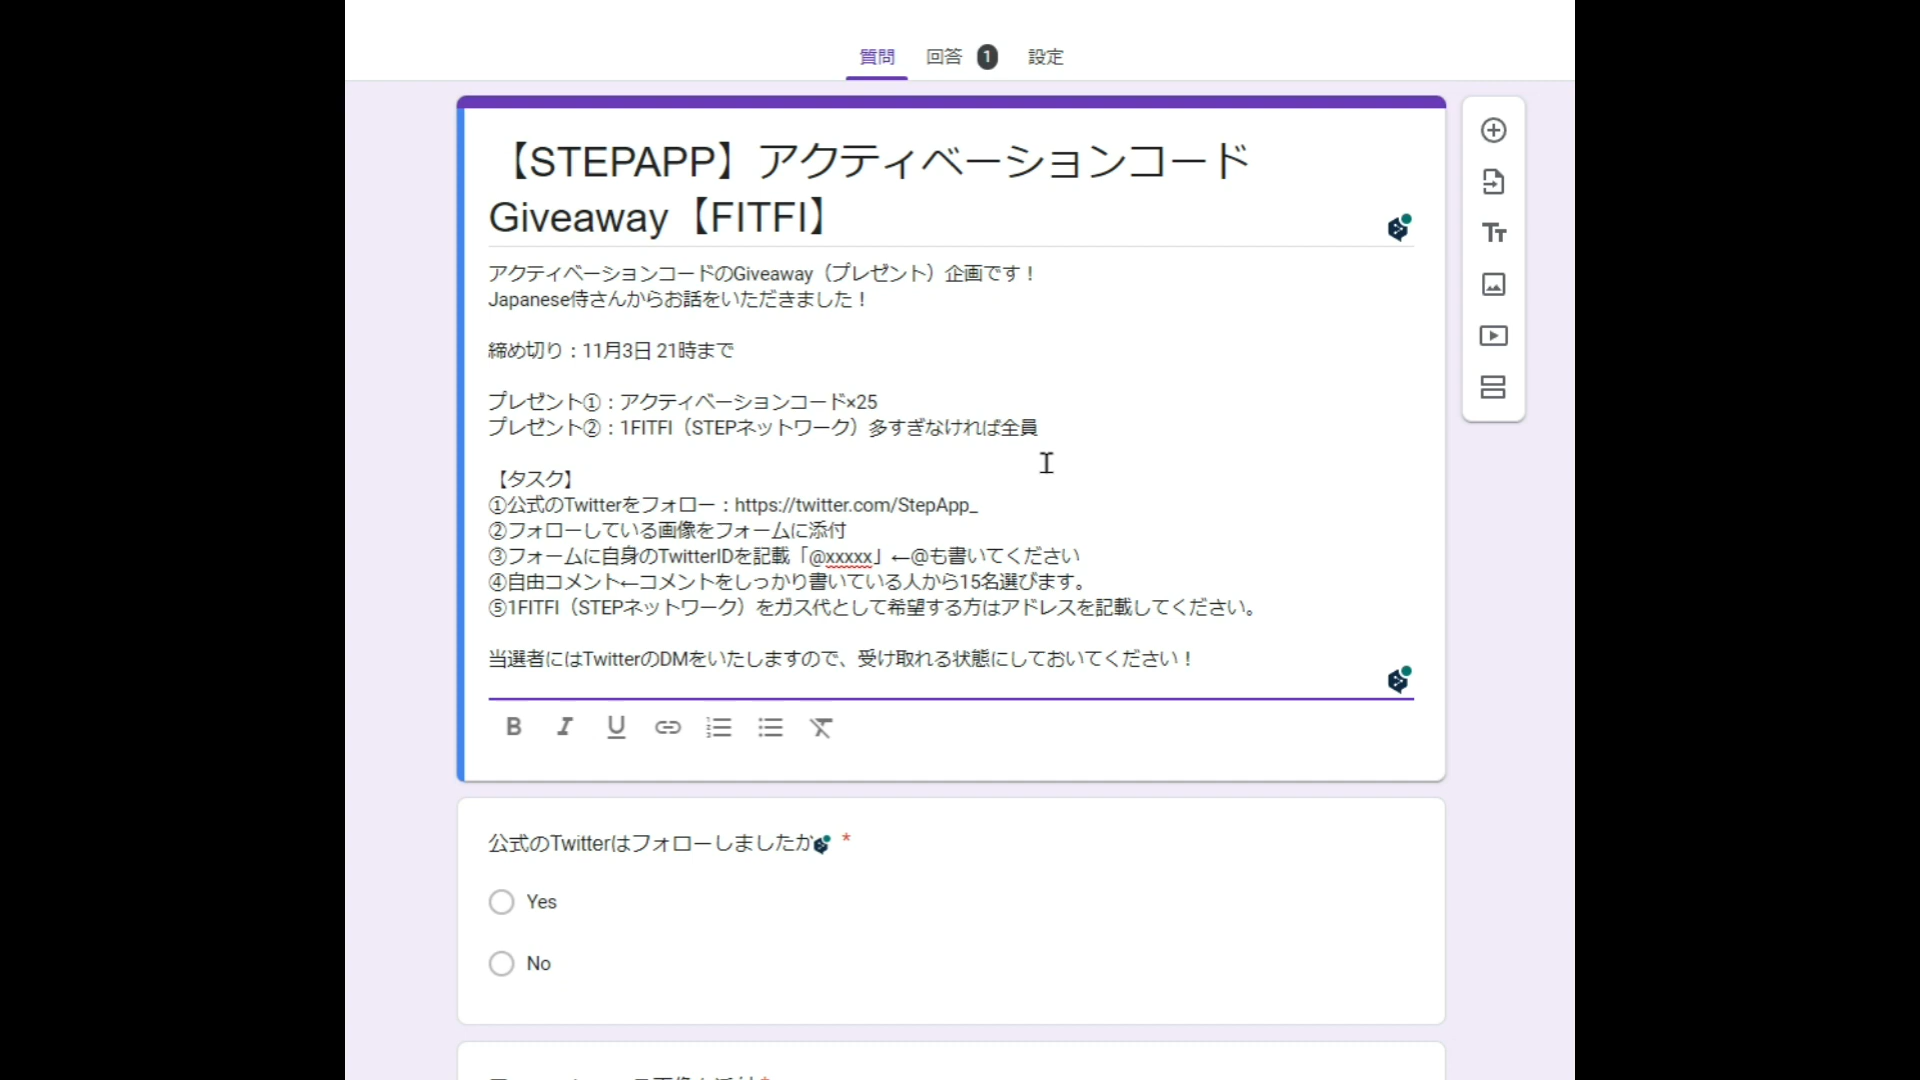 質問 回答 1 設定
【STEPAPP】アクティベーションコード
Giveaway【FITFI】
アクティベーションコードのGiveaway（プレゼント）企画です！
Japanese侍さんからお話をいただきました！
締め切り：11月3日 21時まで
プレゼント①：アクティベーションコード×25
プレゼント②：1FITFI（STEPネットワーク）多すぎなければ全員
【タスク】
①公式のTwitterをフォロー：https://twitter.com/StepApp_
②フォローしている画像をフォームに添付
③フォームに自身のTwitterIDを記載「@xxxxx」←@も書いてください
④自由コメント←コメントをしっかり書いている人から15名選びます。
⑤1FITFI（STEPネットワーク）をガス代として希望する方はアドレスを記載してください。
当選者にはTwitterのDMをいたしますので、受け取れる状態にしておいてください！
公式のTwitterはフォローしましたか *
Yes
No